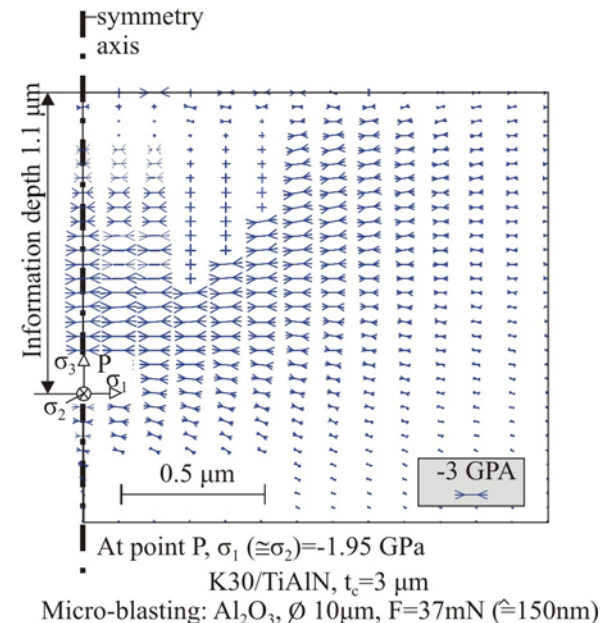 symmetry
axis
Information depth 1.1 μm
σ₃ P
σ₁
σ₂
0.5 μm
-3 GPA
At point P, σ₁ (≅σ₂)=-1.95 GPa
K30/TiAlN, t꜀=3 μm
Micro-blasting: Al₂O₃, Ø 10μm, F=37mN (≙150nm)